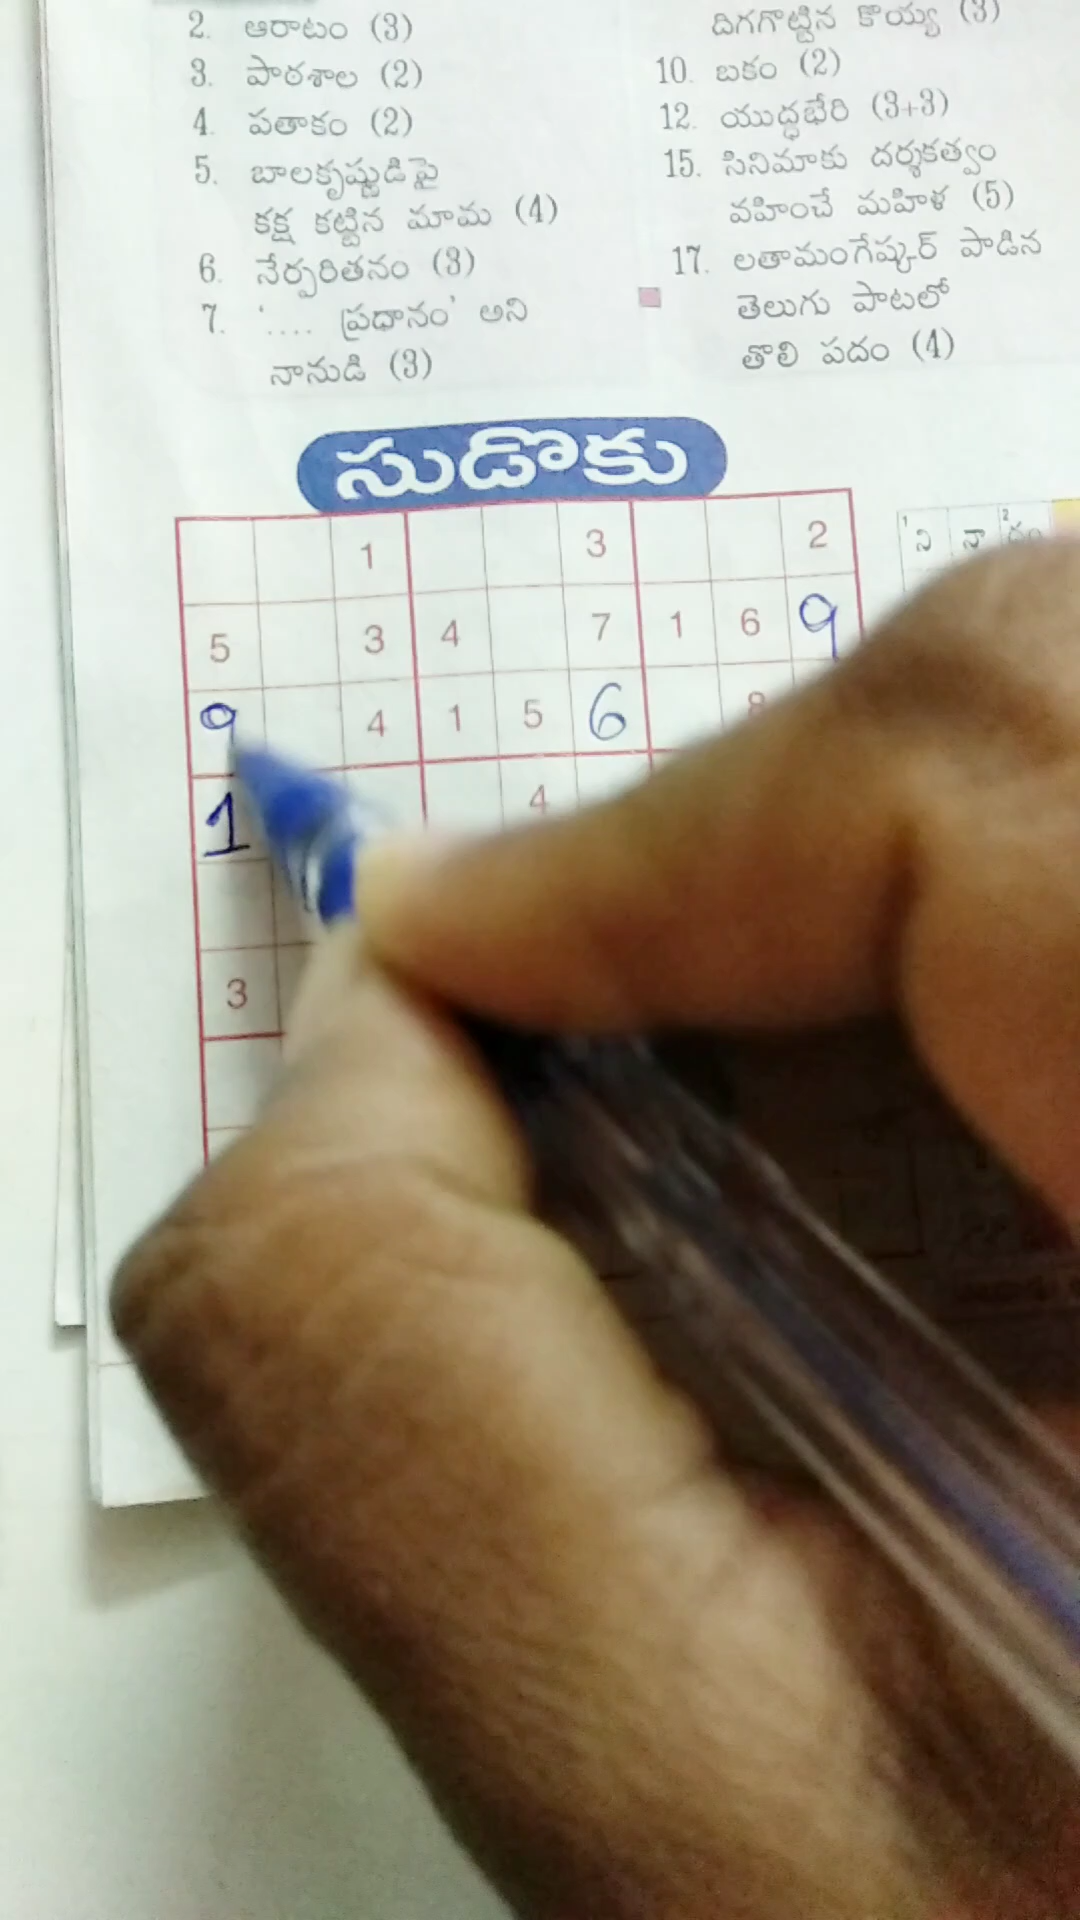 2. ఆరాటం (3)
3. పాఠశాల (2)
4. పతాకం (2)
5. బాలకృష్ణుడిపై
కక్ష కట్టిన మామ (4)
6. నేర్పరితనం (3)
7. '.... ప్రధానం' అని
నానుడి (3)
దిగగొట్టిన కొయ్య (3)
10. బకం (2)
12. యుద్ధభేరి (3+3)
15. సినిమాకు దర్శకత్వం
వహించే మహిళ (5)
17. లతామంగేష్కర్ పాడిన
తెలుగు పాటలో
తొలి పదం (4)
సుడొకు
1 3 2
5 3 4 7 1 6 9
9 4 1 5 6 8
1 4
3
1 ని నా 2 దం